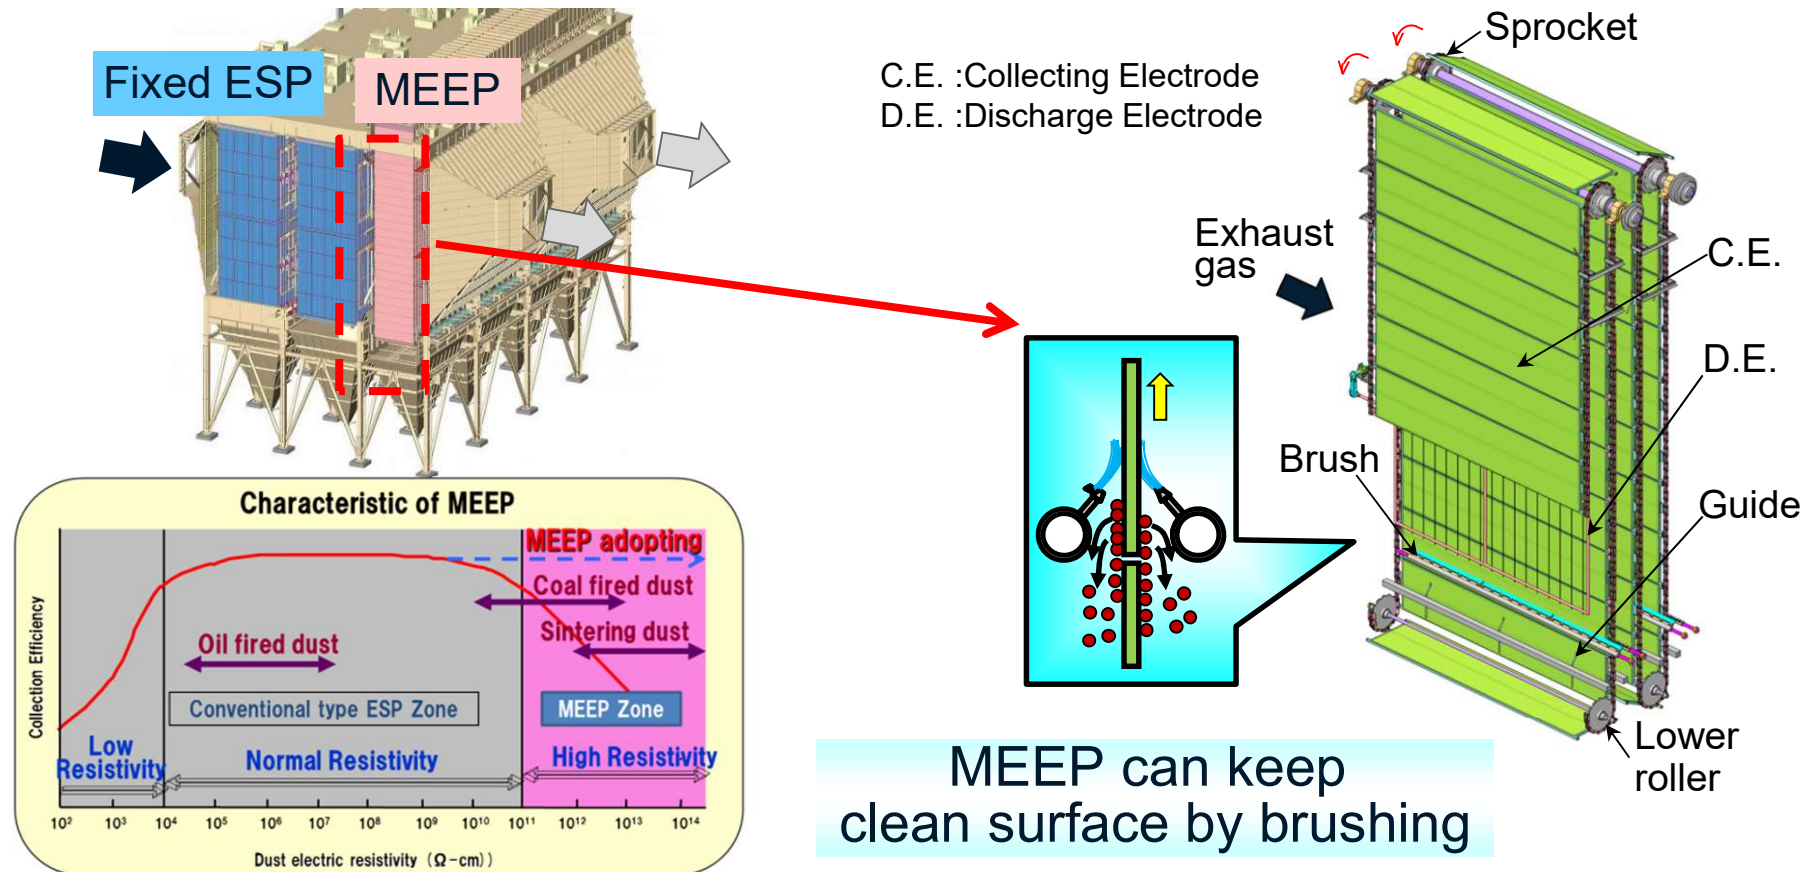 Fixed ESP
MEEP
C.E. :Collecting Electrode
D.E. :Discharge Electrode
Sprocket
Exhaust
gas
C.E.
D.E.
Brush
Guide
Lower
roller
Characteristic of MEEP
MEEP adopting
Coal fired dust
Sintering dust
Oil fired dust
Conventional type ESP Zone
MEEP Zone
Low
Resistivity
Normal Resistivity
High Resistivity
Collection Efficiency
10² 10³ 10⁴ 10⁵ 10⁶ 10⁷ 10⁸ 10⁹ 10¹⁰ 10¹¹ 10¹² 10¹³ 10¹⁴
Dust electric resistivity (Ω-cm))
MEEP can keep
clean surface by brushing